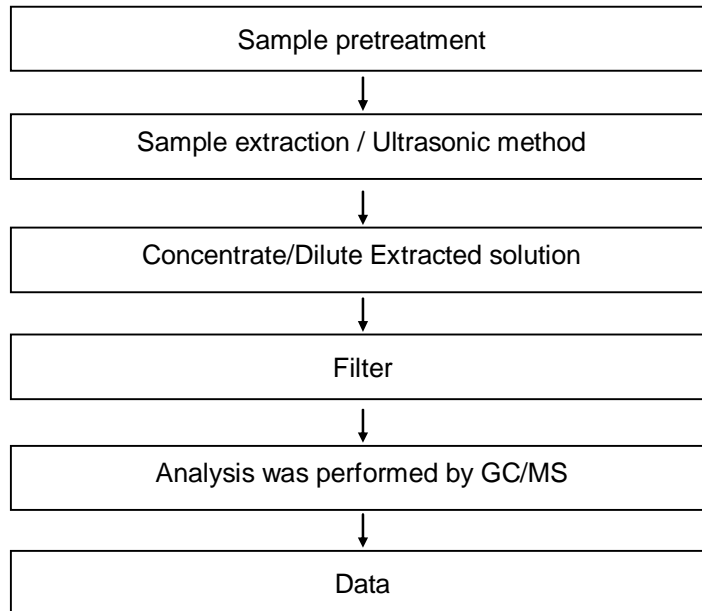 Sample pretreatment
Sample extraction / Ultrasonic method
Concentrate/Dilute Extracted solution
Filter
Analysis was performed by GC/MS
Data